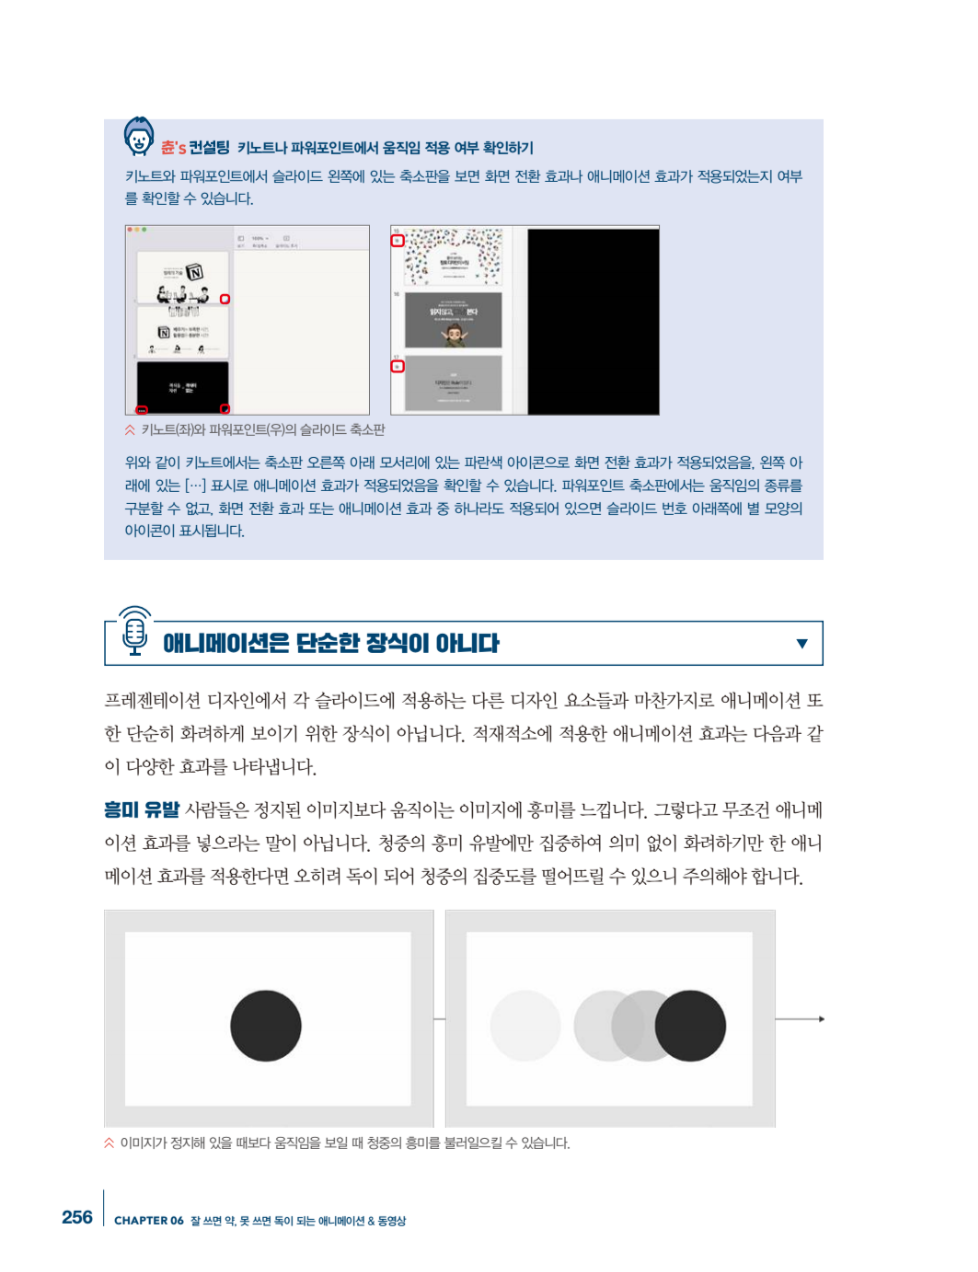 춘's 컨설팅 키노트나 파워포인트에서 움직임 적용 여부 확인하기
키노트와 파워포인트에서 슬라이드 왼쪽에 있는 축소판을 보면 화면 전환 효과나 애니메이션 효과가 적용되었는지 여부
를 확인할 수 있습니다.
키노트(좌)와 파워포인트(우)의 슬라이드 축소판
위와 같이 키노트에서는 축소판 오른쪽 아래 모서리에 있는 파란색 아이콘으로 화면 전환 효과가 적용되었음을, 왼쪽 아
래에 있는 […] 표시로 애니메이션 효과가 적용되었음을 확인할 수 있습니다. 파워포인트 축소판에서는 움직임의 종류를
구분할 수 없고, 화면 전환 효과 또는 애니메이션 효과 중 하나라도 적용되어 있으면 슬라이드 번호 아래쪽에 별 모양의
아이콘이 표시됩니다.
애니메이션은 단순한 장식이 아니다
프레젠테이션 디자인에서 각 슬라이드에 적용하는 다른 디자인 요소들과 마찬가지로 애니메이션 또
한 단순히 화려하게 보이기 위한 장식이 아닙니다. 적재적소에 적용한 애니메이션 효과는 다음과 같
이 다양한 효과를 나타냅니다.
흥미 유발 사람들은 정지된 이미지보다 움직이는 이미지에 흥미를 느낍니다. 그렇다고 무조건 애니메
이션 효과를 넣으라는 말이 아닙니다. 청중의 흥미 유발에만 집중하여 의미 없이 화려하기만 한 애니
메이션 효과를 적용한다면 오히려 독이 되어 청중의 집중도를 떨어뜨릴 수 있으니 주의해야 합니다.
이미지가 정지해 있을 때보다 움직임을 보일 때 청중의 흥미를 불러일으킬 수 있습니다.
256 CHAPTER 06 잘 쓰면 약, 못 쓰면 독이 되는 애니메이션 & 동영상